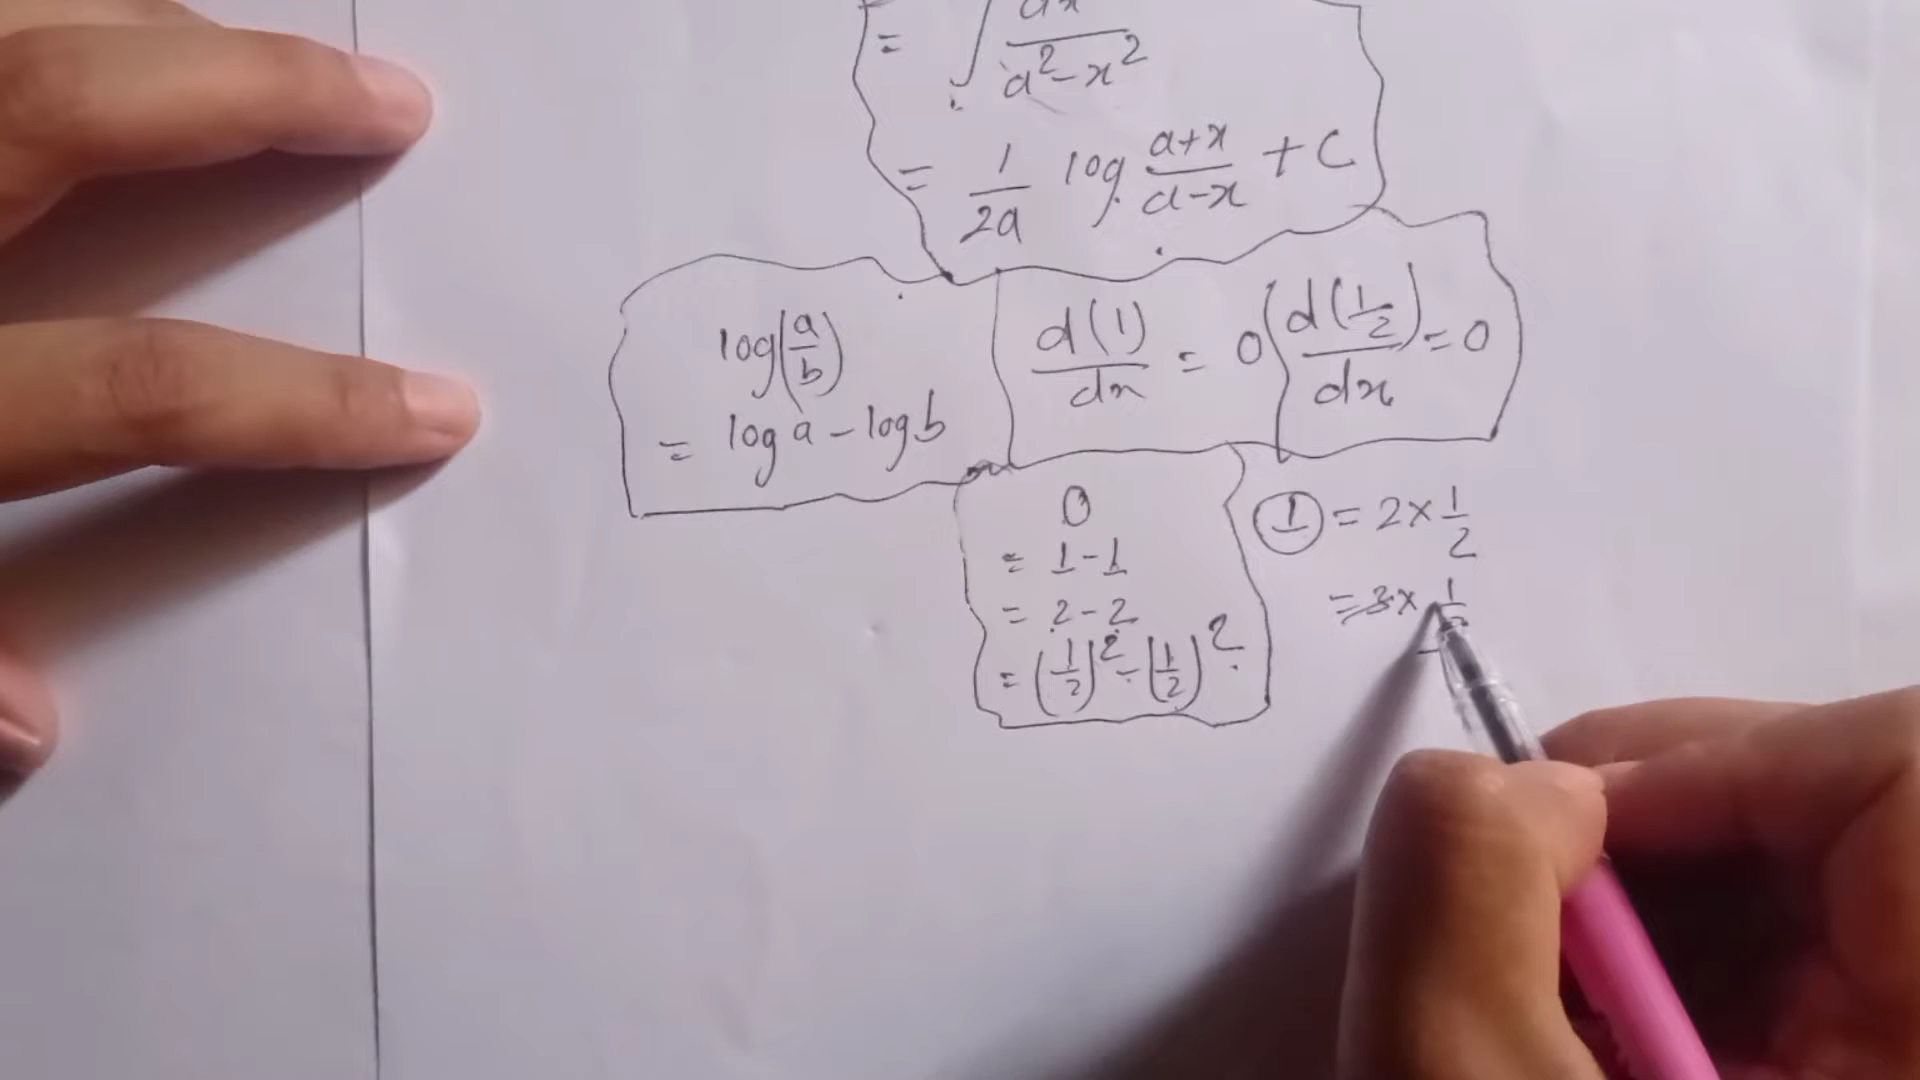 = ∫ dx / a² - x²
= 1/2a log a+x/a-x + C
log(a/b)
= log a - log b
d(1)/dx = 0
d(1/2)/dx = 0
0
= 1 - 1
= 2 - 2
= (1/2)² - (1/2)²
1 = 2 × 1/2
= 3 ×